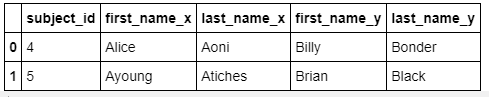 subject_id first_name_x last_name_x first_name_y last_name_y
0 4 Alice Aoni Billy Bonder
1 5 Ayoung Atiches Brian Black